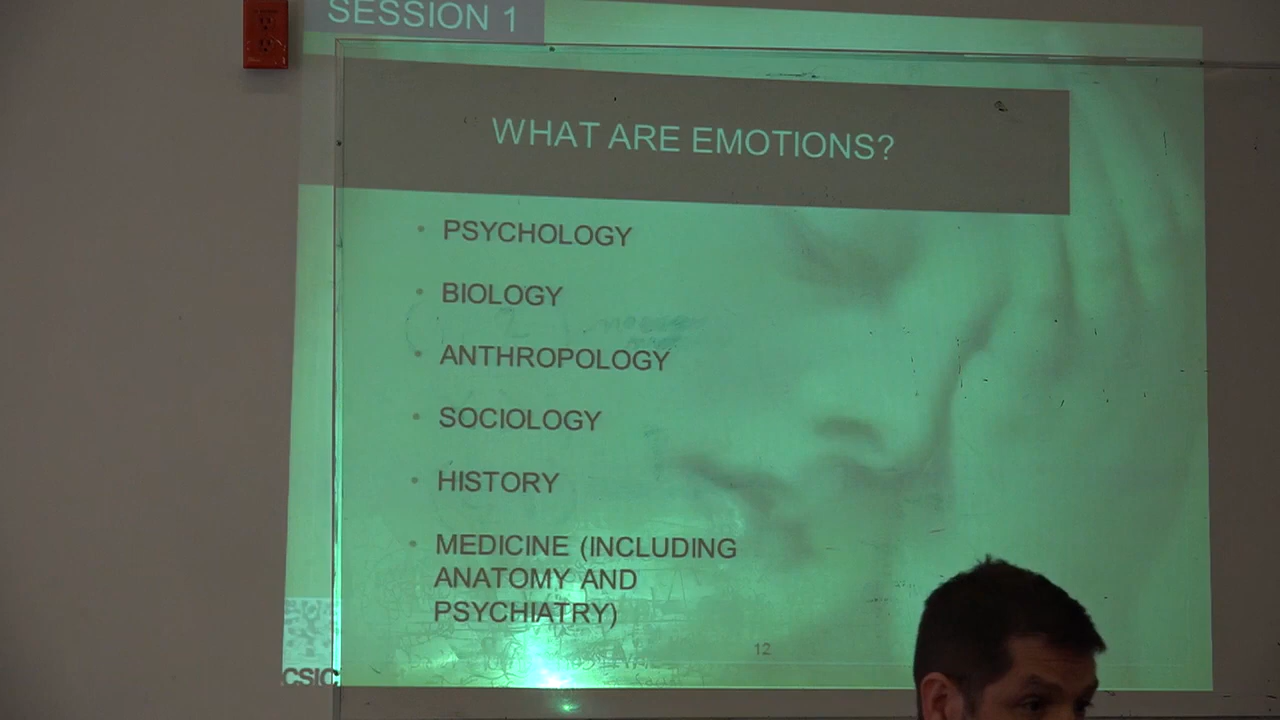 SESSION 1
WHAT ARE EMOTIONS?
• PSYCHOLOGY
• BIOLOGY
• ANTHROPOLOGY
• SOCIOLOGY
• HISTORY
• MEDICINE (INCLUDING
ANATOMY AND
PSYCHIATRY)
12
CSIC